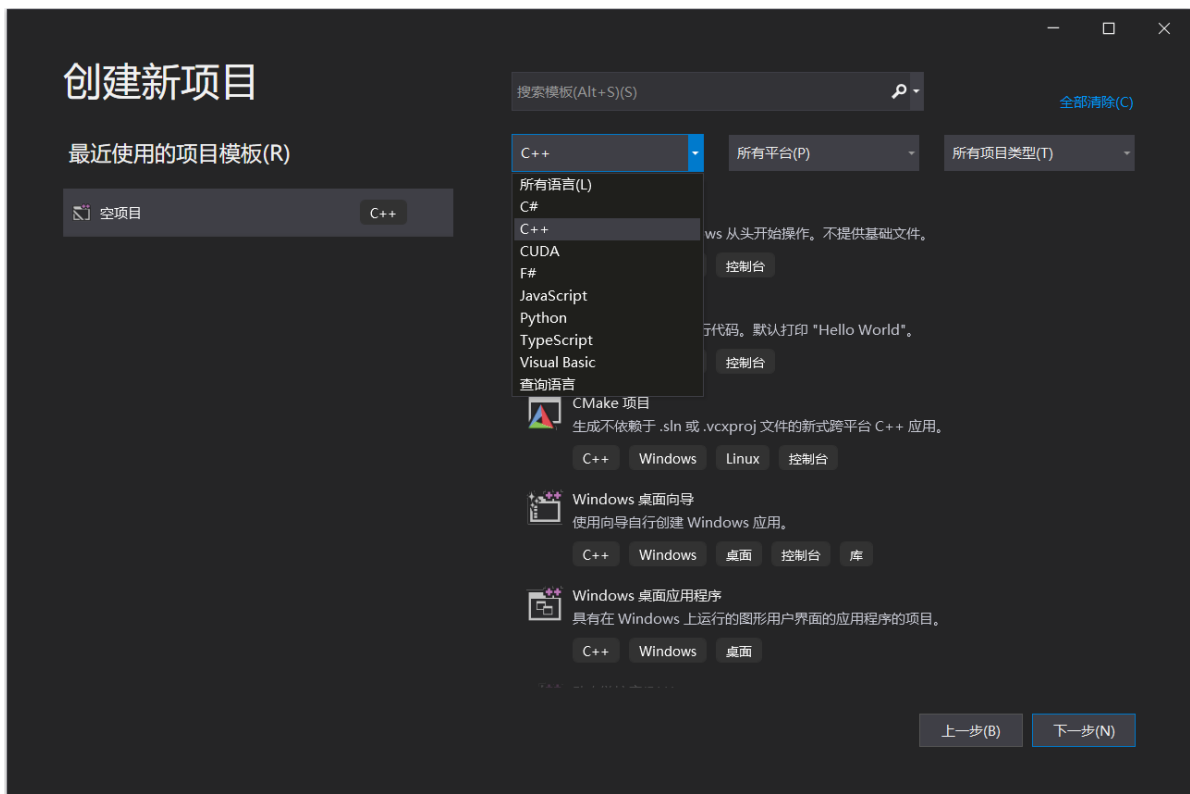 创建新项目
搜索模板(Alt+S)(S)
全部清除(C)
最近使用的项目模板(R)
C++
所有平台(P)
所有项目类型(T)
空项目
C++
所有语言(L)
C#
C++
CUDA
F#
JavaScript
Python
TypeScript
Visual Basic
查询语言
ws 从头开始操作。不提供基础文件。
控制台
行代码。默认打印 "Hello World"。
控制台
CMake 项目
生成不依赖于 .sln 或 .vcxproj 文件的新式跨平台 C++ 应用。
C++ Windows Linux 控制台
Windows 桌面向导
使用向导自行创建 Windows 应用。
C++ Windows 桌面 控制台 库
Windows 桌面应用程序
具有在 Windows 上运行的图形用户界面的应用程序的项目。
C++ Windows 桌面
上一步(B)
下一步(N)